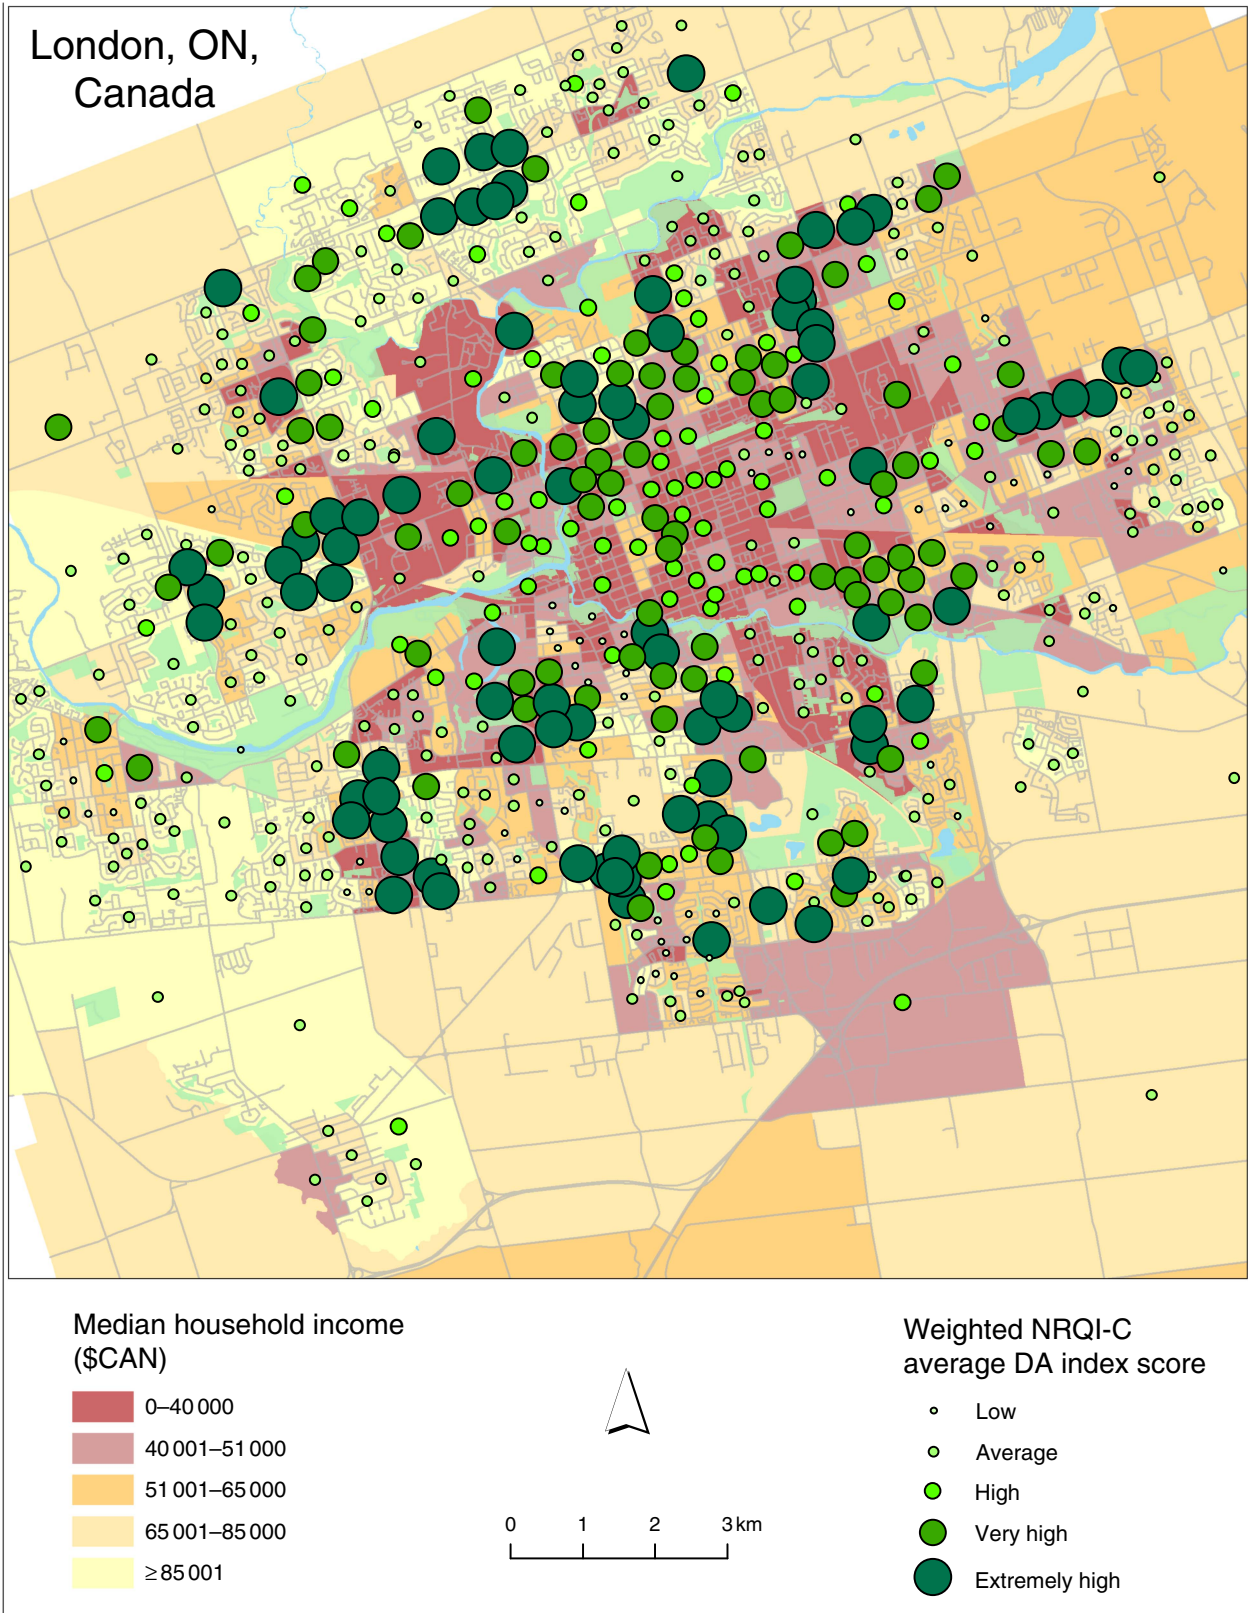 London, ON,
Canada
Median household income
($CAN)
0–40 000
40 001–51 000
51 001–65 000
65 001–85 000
≥ 85 001
0 1 2 3 km
Weighted NRQI-C
average DA index score
Low
Average
High
Very high
Extremely high